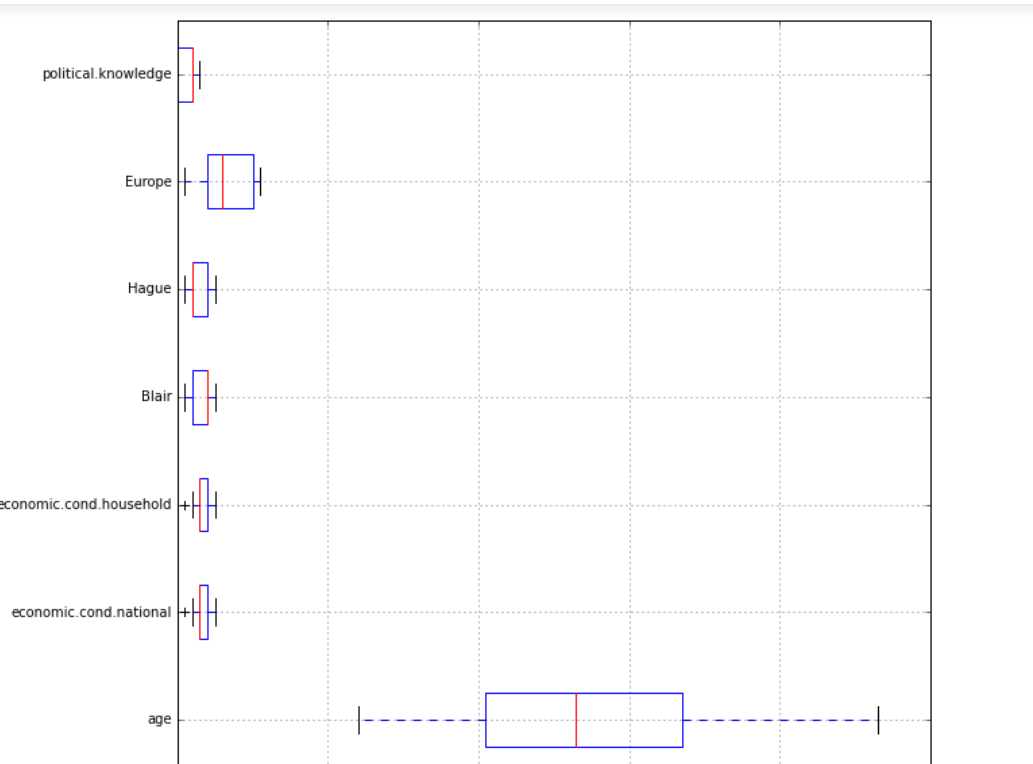 political.knowledge
Europe
Hague
Blair
economic.cond.household
economic.cond.national
age